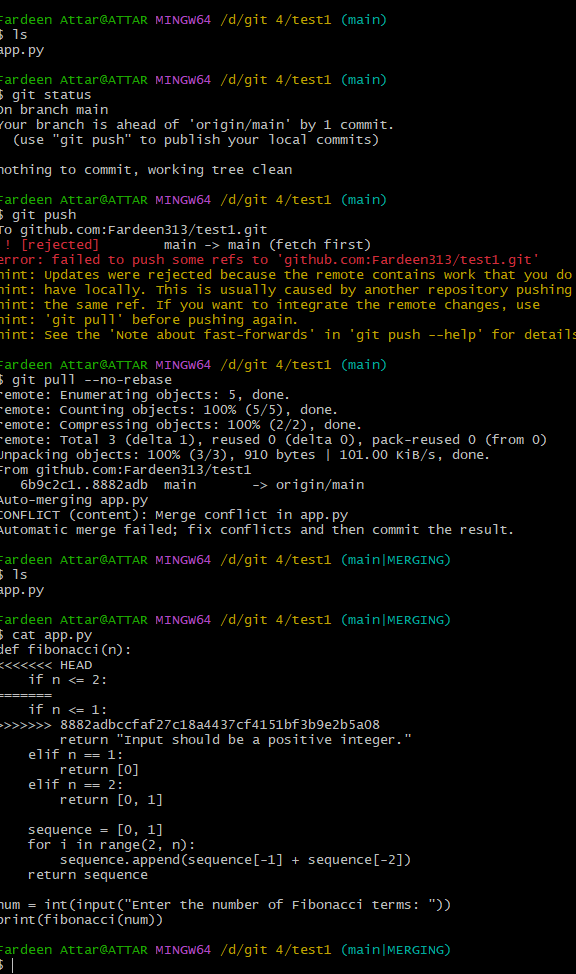 Fardeen Attar@ATTAR MINGW64 /d/git 4/test1 (main)
$ ls
app.py
Fardeen Attar@ATTAR MINGW64 /d/git 4/test1 (main)
$ git status
On branch main
Your branch is ahead of 'origin/main' by 1 commit.
  (use "git push" to publish your local commits)
nothing to commit, working tree clean
Fardeen Attar@ATTAR MINGW64 /d/git 4/test1 (main)
$ git push
To github.com:Fardeen313/test1.git
 ! [rejected]        main -> main (fetch first)
error: failed to push some refs to 'github.com:Fardeen313/test1.git'
hint: Updates were rejected because the remote contains work that you do
hint: have locally. This is usually caused by another repository pushing
hint: the same ref. If you want to integrate the remote changes, use
hint: 'git pull' before pushing again.
hint: See the 'Note about fast-forwards' in 'git push --help' for details
Fardeen Attar@ATTAR MINGW64 /d/git 4/test1 (main)
$ git pull --no-rebase
remote: Enumerating objects: 5, done.
remote: Counting objects: 100% (5/5), done.
remote: Compressing objects: 100% (2/2), done.
remote: Total 3 (delta 1), reused 0 (delta 0), pack-reused 0 (from 0)
Unpacking objects: 100% (3/3), 910 bytes | 101.00 KiB/s, done.
From github.com:Fardeen313/test1
   6b9c2c1..8882adb  main       -> origin/main
Auto-merging app.py
CONFLICT (content): Merge conflict in app.py
Automatic merge failed; fix conflicts and then commit the result.
Fardeen Attar@ATTAR MINGW64 /d/git 4/test1 (main|MERGING)
$ ls
app.py
Fardeen Attar@ATTAR MINGW64 /d/git 4/test1 (main|MERGING)
$ cat app.py
def fibonacci(n):
<<<<<<< HEAD
    if n <= 2:
=======
    if n <= 1:
>>>>>>> 8882adbccfaf27c18a4437cf4151bf3b9e2b5a08
        return "Input should be a positive integer."
    elif n == 1:
        return [0]
    elif n == 2:
        return [0, 1]
    sequence = [0, 1]
    for i in range(2, n):
        sequence.append(sequence[-1] + sequence[-2])
    return sequence
num = int(input("Enter the number of Fibonacci terms: "))
print(fibonacci(num))
Fardeen Attar@ATTAR MINGW64 /d/git 4/test1 (main|MERGING)
$